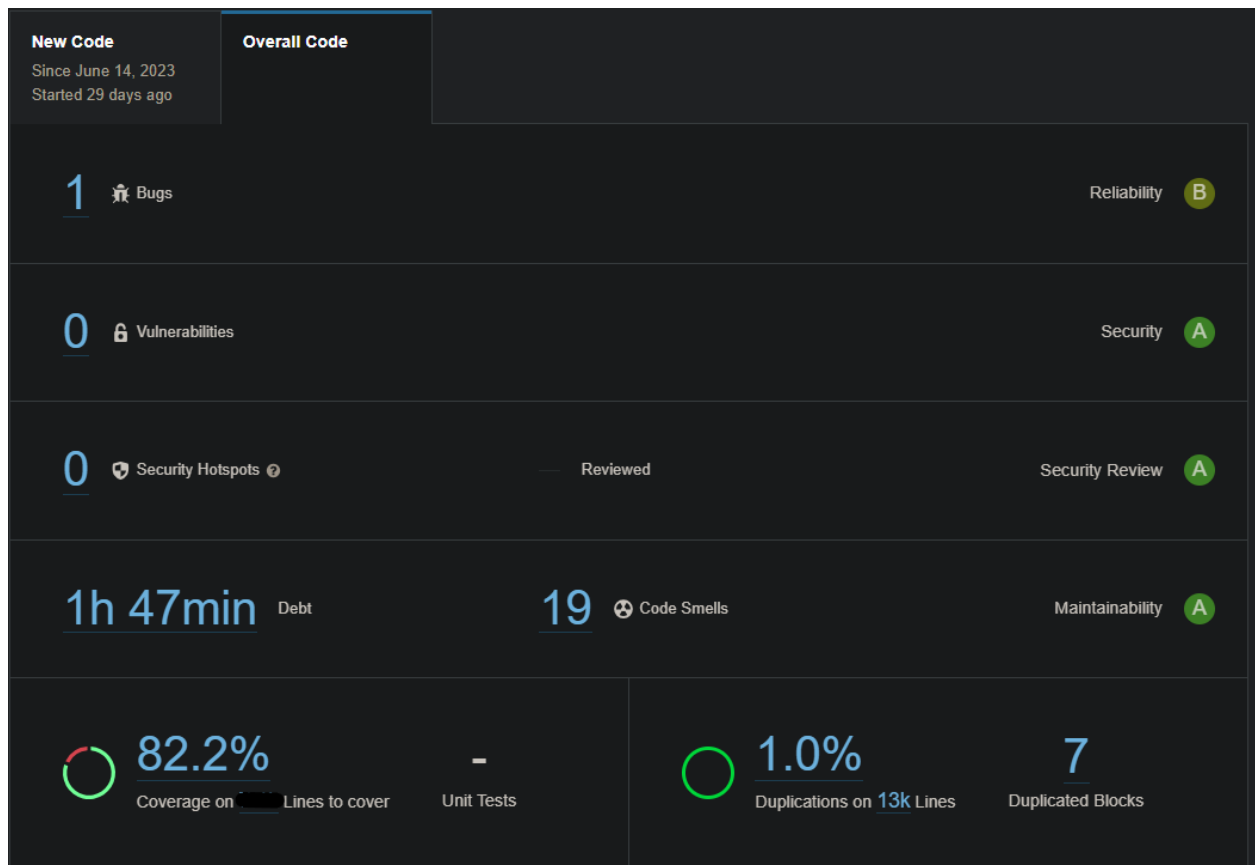 New Code
Since June 14, 2023
Started 29 days ago
Overall Code
1 Bugs
Reliability B
0 Vulnerabilities
Security A
0 Security Hotspots ?
Reviewed
Security Review A
1h 47min Debt
19 Code Smells
Maintainability A
82.2%
Coverage on Lines to cover
-
Unit Tests
1.0%
Duplications on 13k Lines
7
Duplicated Blocks